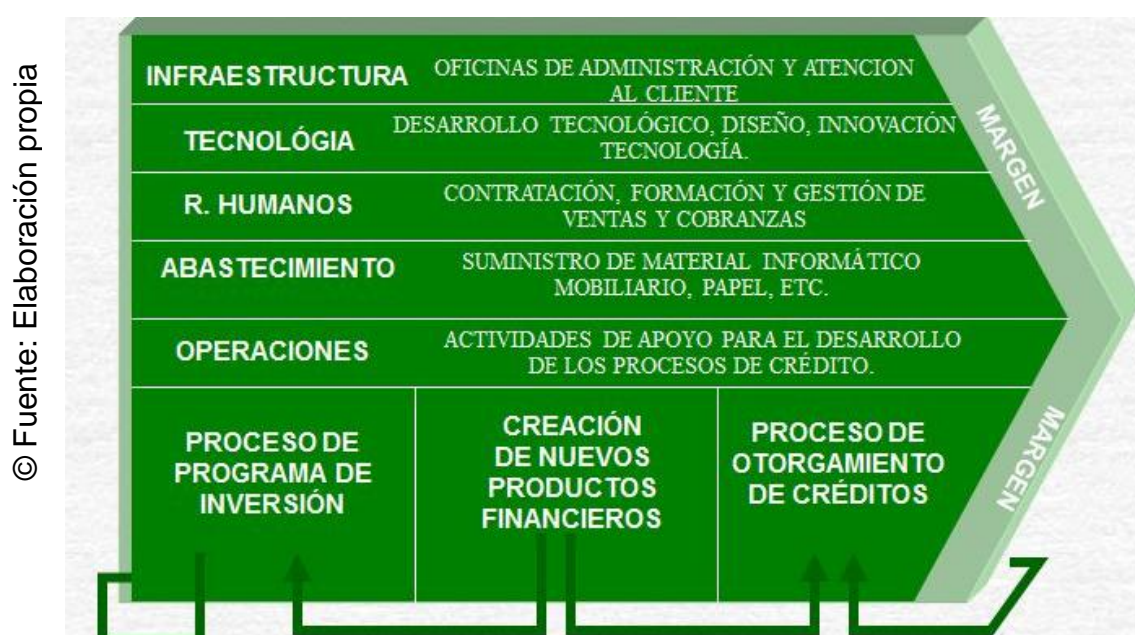 © Fuente: Elaboración propia
INFRAESTRUCTURA
OFICINAS DE ADMINISTRACIÓN Y ATENCION
AL CLIENTE
TECNOLÓGIA
DESARROLLO TECNOLÓGICO, DISEÑO, INNOVACIÓN
TECNOLOGÍA.
R. HUMANOS
CONTRATACIÓN, FORMACIÓN Y GESTIÓN DE
VENTAS Y COBRANZAS
ABASTECIMIENTO
SUMINISTRO DE MATERIAL INFORMÁTICO
MOBILIARIO, PAPEL, ETC.
OPERACIONES
ACTIVIDADES DE APOYO PARA EL DESARROLLO
DE LOS PROCESOS DE CRÉDITO.
MARGEN
PROCESO DE
PROGRAMA DE
INVERSIÓN
CREACIÓN
DE NUEVOS
PRODUCTOS
FINANCIEROS
PROCESO DE
OTORGAMIENTO
DE CRÉDITOS
MARGEN